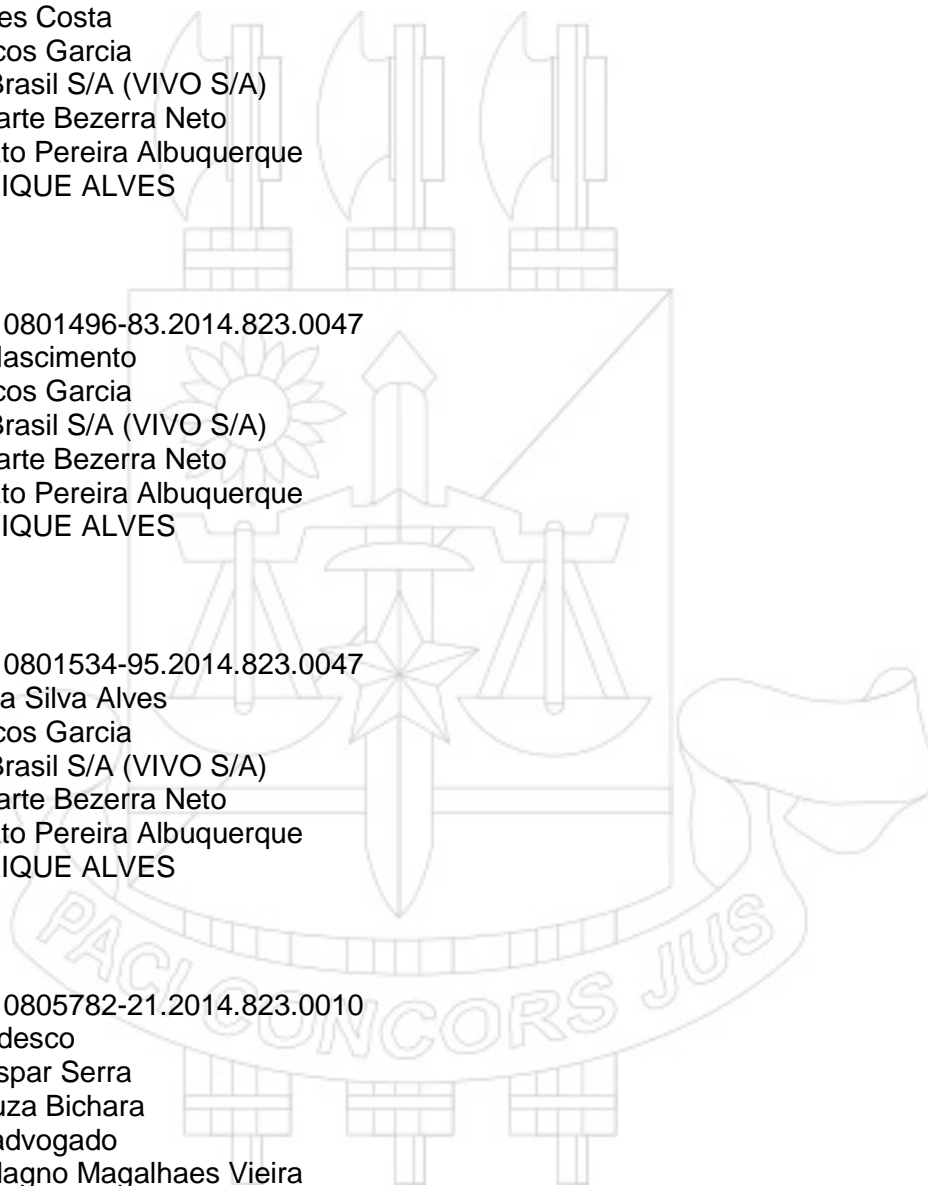 es Costa
cos Garcia
Brasil S/A (VIVO S/A)
arte Bezerra Neto
to Pereira Albuquerque
IQUE ALVES
0801496-83.2014.823.0047
Nascimento
cos Garcia
Brasil S/A (VIVO S/A)
arte Bezerra Neto
to Pereira Albuquerque
IQUE ALVES
0801534-95.2014.823.0047
a Silva Alves
cos Garcia
Brasil S/A (VIVO S/A)
arte Bezerra Neto
to Pereira Albuquerque
IQUE ALVES
PACI CONCORS JUS
0805782-21.2014.823.0010
desco
spar Serra
uza Bichara
advogado
Magno Magalhaes Vieira